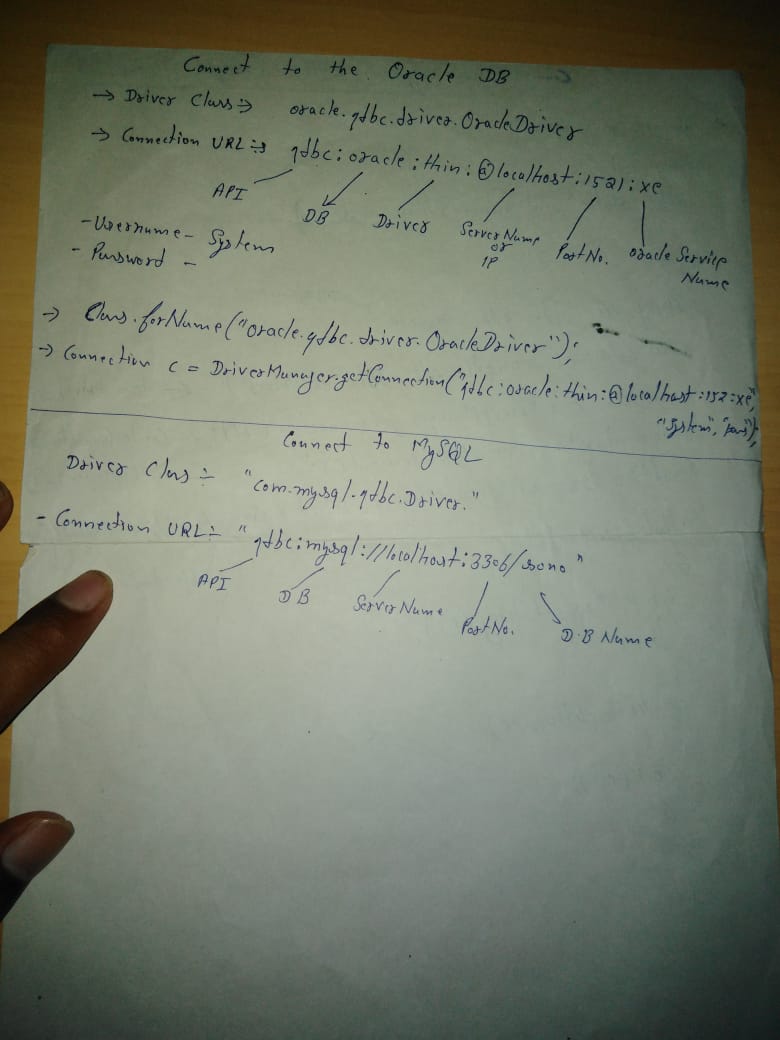 Connect to the Oracle DB
→ Driver Class :→ oracle.jdbc.driver.OracleDriver
→ Connection URL :→ jdbc:oracle:thin:@localhost:1521:xe
API DB Driver Server Name or IP Port No. oracle Service Name
- Username - System
- Password -
→ Class.forName("oracle.jdbc.driver.OracleDriver");
→ Connection c = DriverManager.getConnection("jdbc:oracle:thin:@localhost:152:xe",
"System", "pass");
Connect to MySQL
Driver Class :- "com.mysql.jdbc.Driver."
- Connection URL:- "jdbc:mysql://localhost:3306/sono"
API DB Server Name Port No. D.B Name